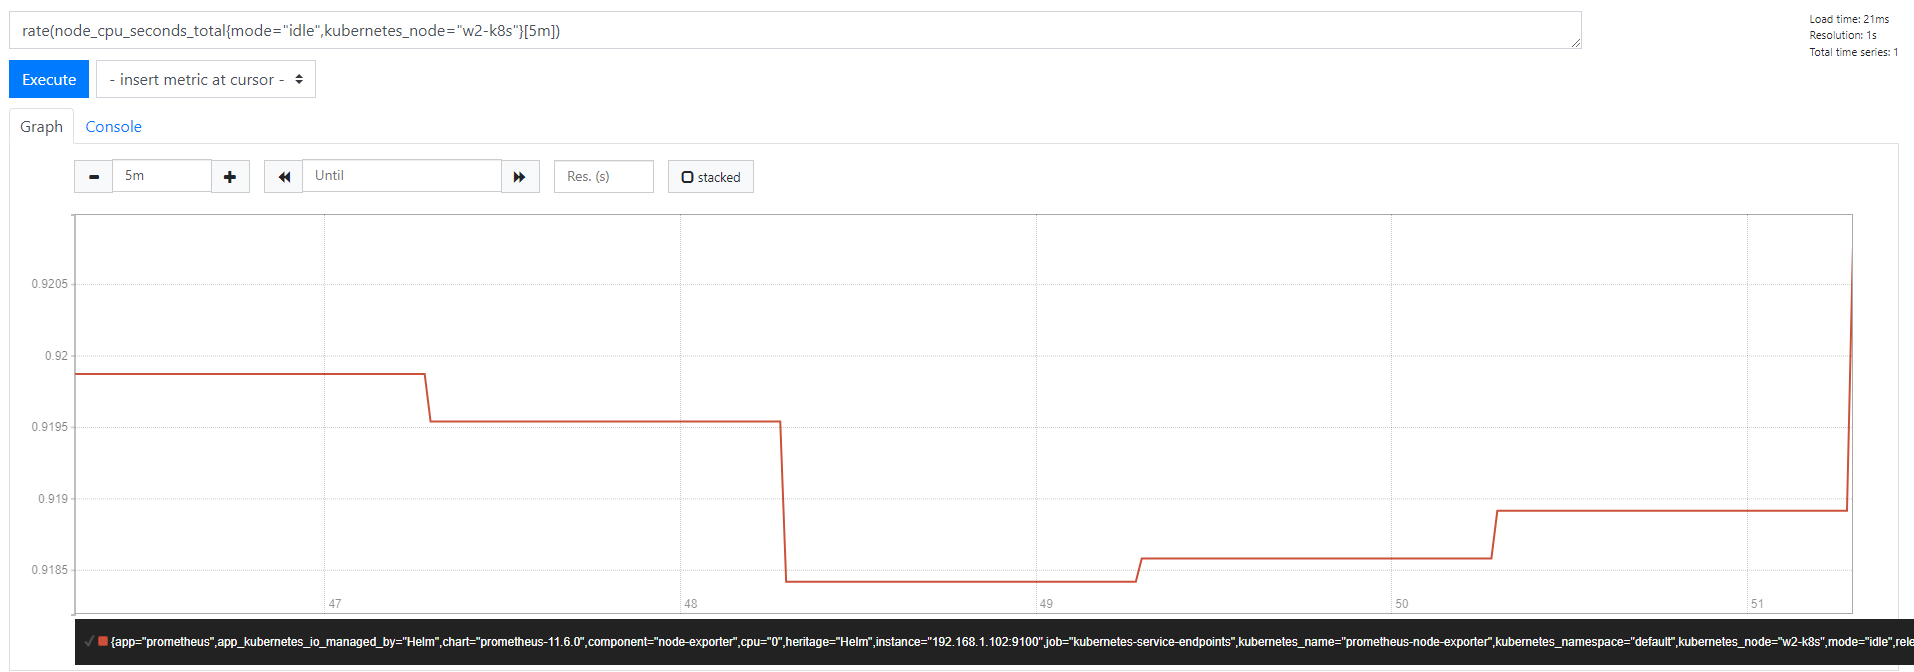 rate(node_cpu_seconds_total{mode="idle",kubernetes_node="w2-k8s"}[5m])
Load time: 21ms
Resolution: 1s
Total time series: 1
Execute
- insert metric at cursor -
Graph
Console
5m
Until
Res. (s)
stacked
0.9205
0.92
0.9195
0.919
0.9185
47 48 49 50 51
{app="prometheus",app_kubernetes_io_managed_by="Helm",chart="prometheus-11.6.0",component="node-exporter",cpu="0",heritage="Helm",instance="192.168.1.102:9100",job="kubernetes-service-endpoints",kubernetes_name="prometheus-node-exporter",kubernetes_namespace="default",kubernetes_node="w2-k8s",mode="idle",rele